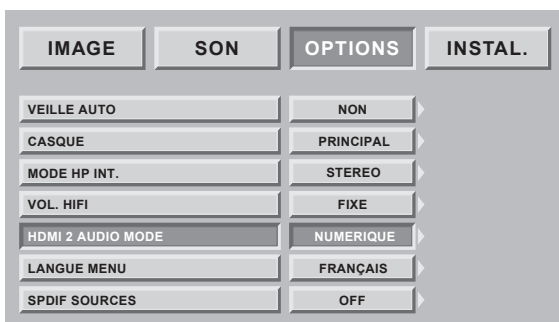 IMAGE SON OPTIONS INSTAL.
VEILLE AUTO NON
CASQUE PRINCIPAL
MODE HP INT. STEREO
VOL. HIFI FIXE
HDMI 2 AUDIO MODE NUMERIQUE
LANGUE MENU FRANÇAIS
SPDIF SOURCES OFF